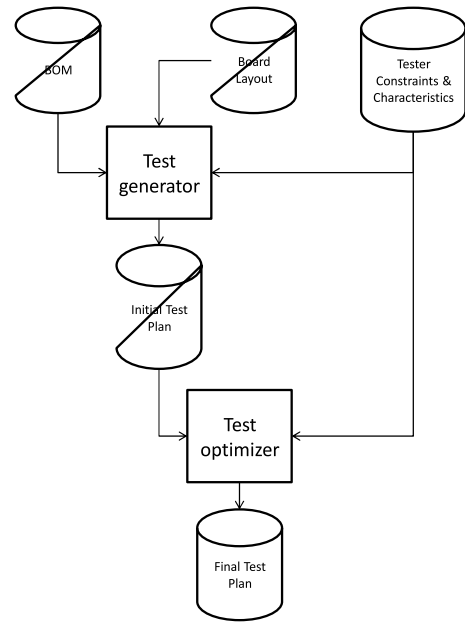 BOM
Board
Layout
Tester
Constraints &
Characteristics
Test
generator
Initial Test
Plan
Test
optimizer
Final Test
Plan